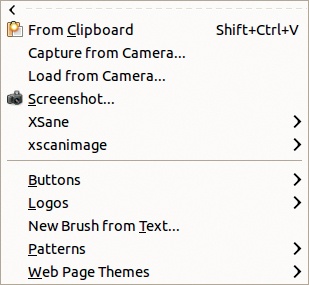 From Clipboard Shift+Ctrl+V
Capture from Camera...
Load from Camera...
Screenshot...
XSane
xscanimage
Buttons
Logos
New Brush from Text...
Patterns
Web Page Themes